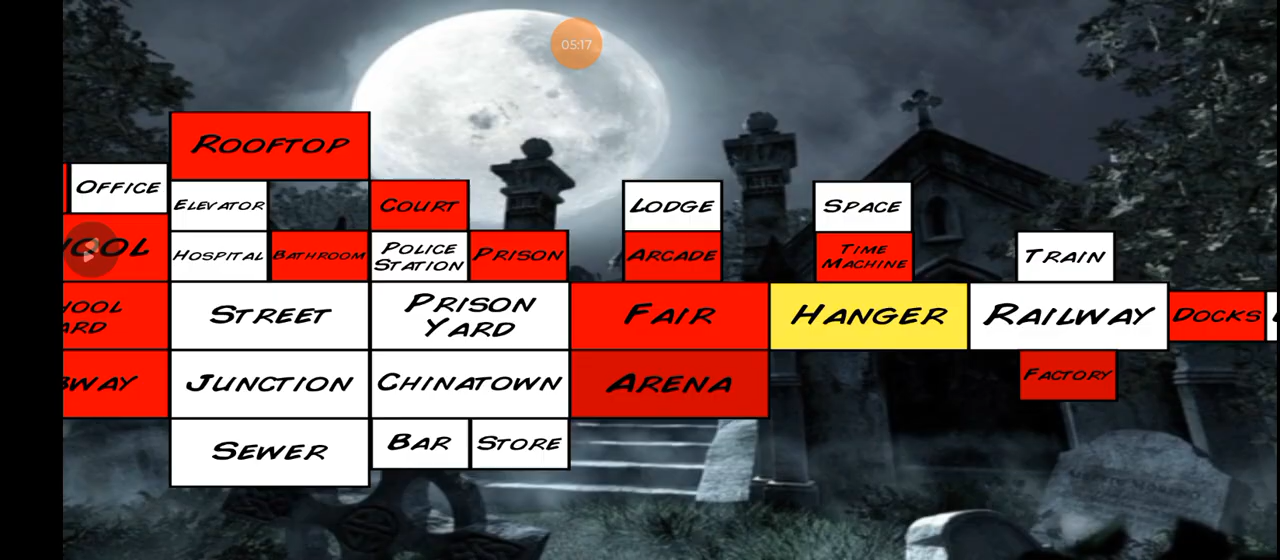 05:17
ROOFTOP
OFFICE
ELEVATOR
COURT
LODGE
SPACE
HOSPITAL
BATHROOM
POLICE
STATION
PRISON
ARCADE
TIME
MACHINE
TRAIN
STREET
PRISON
YARD
FAIR
HANGER
RAILWAY
DOCKS
JUNCTION
CHINATOWN
ARENA
FACTORY
SEWER
BAR
STORE